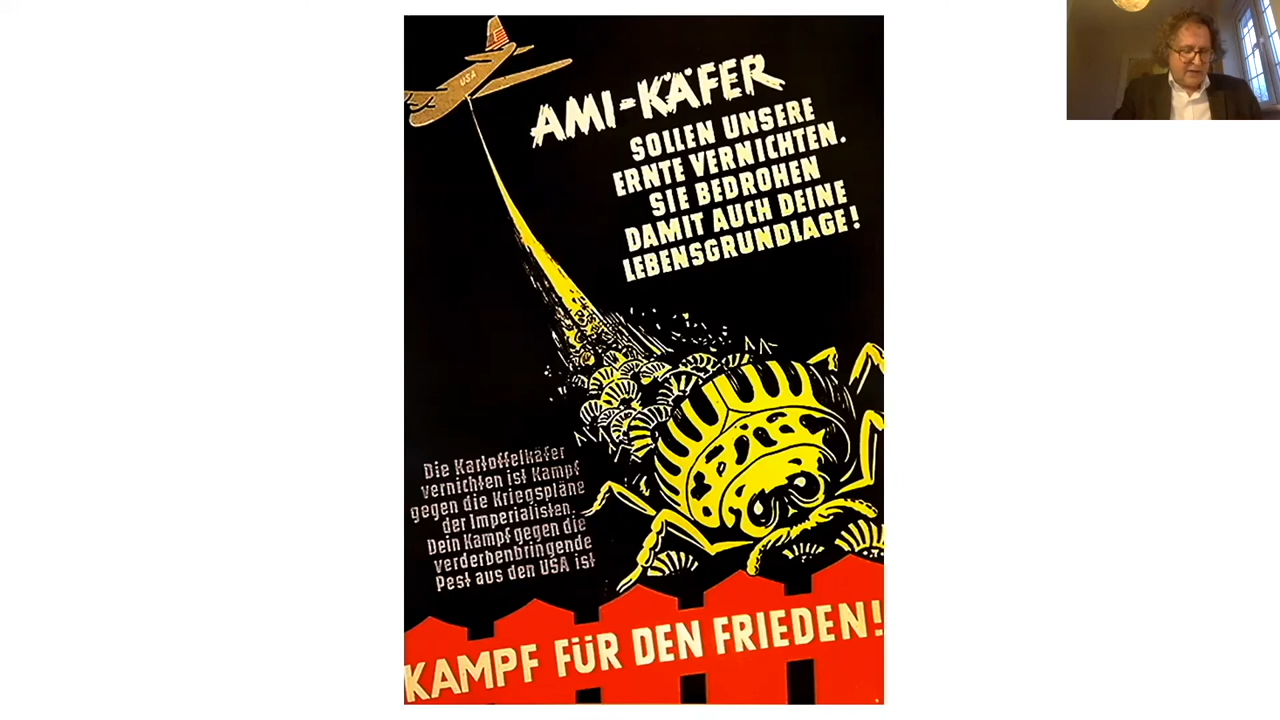 USA
AMI-KÄFER
SOLLEN UNSERE
ERNTE VERNICHTEN.
SIE BEDROHEN
DAMIT AUCH DEINE
LEBENSGRUNDLAGE!
Die Kartoffelkäfer
vernichten ist Kampf
gegen die Kriegspläne
der Imperialisten.
Dein Kampf gegen die
verderbenbringende
Pest aus den USA ist
KAMPF FÜR DEN FRIEDEN!